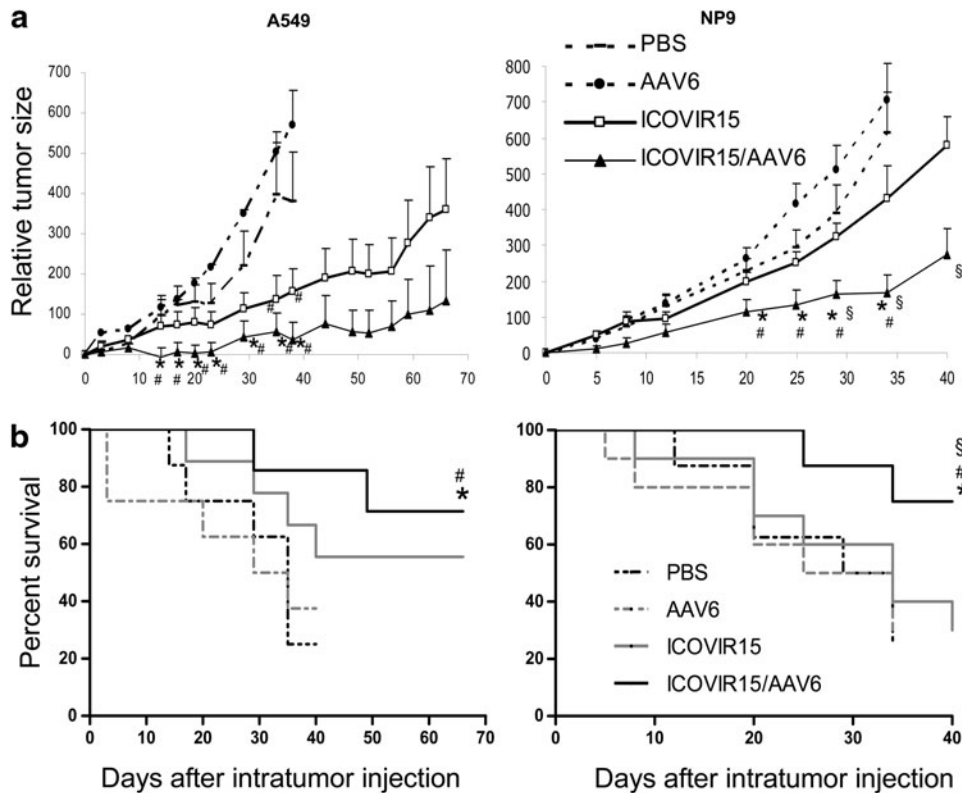 a
A549
NP9
PBS
AAV6
ICOVIR15
ICOVIR15/AAV6
Relative tumor size
700
600
500
400
300
200
100
0
0 10 20 30 40 50 60 70
* * * * * * *
# # # # # # # # #
800
700
600
500
400
300
200
100
0
0 5 10 15 20 25 30 35 40
* * * § * § §
# # # #
b
Percent survival
100
80
60
40
20
0
0 10 20 30 40 50 60 70
#
*
Days after intratumor injection
100
80
60
40
20
0
0 10 20 30 40
§
#
*
PBS
AAV6
ICOVIR15
ICOVIR15/AAV6
Days after intratumor injection